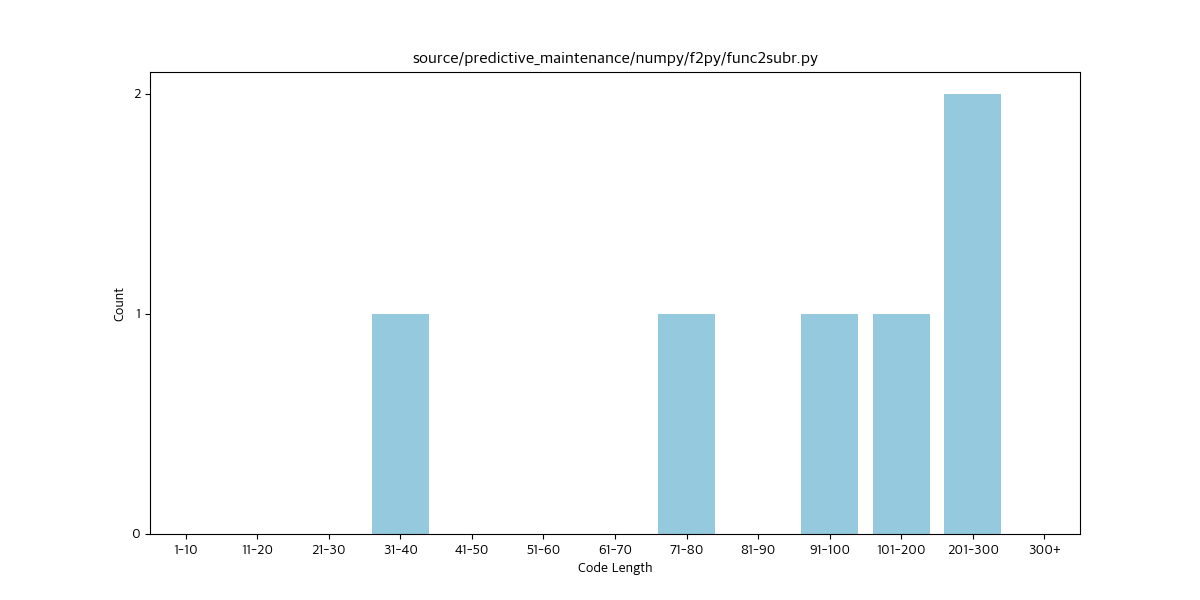 source/predictive_maintenance/numpy/f2py/func2subr.py
2
1
0
Count
1-10 11-20 21-30 31-40 41-50 51-60 61-70 71-80 81-90 91-100 101-200 201-300 300+
Code Length